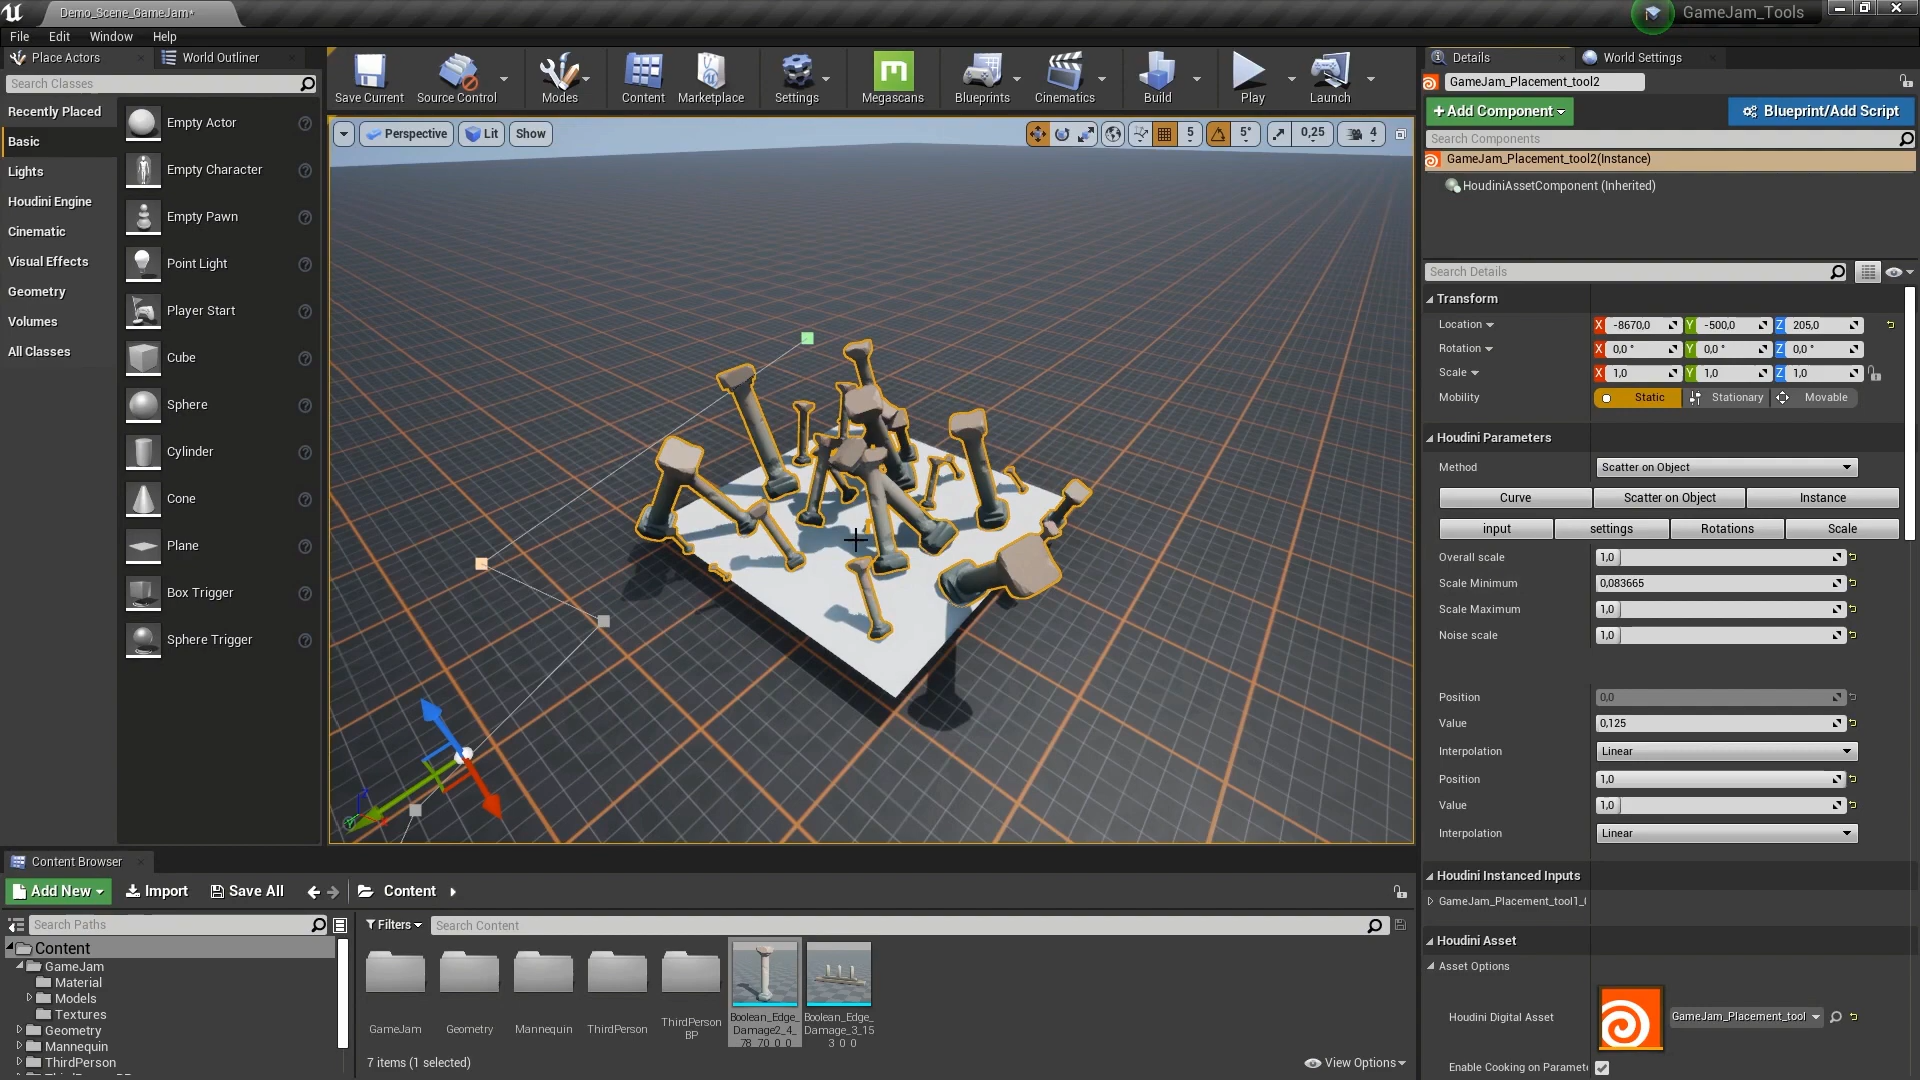 Demo_Scene_GameJam*
GameJam_Tools
File Edit Window Help
Place Actors
World Outliner
Search Classes
Recently Placed
Basic
Lights
Houdini Engine
Cinematic
Visual Effects
Geometry
Volumes
All Classes
Empty Actor
Empty Character
Empty Pawn
Point Light
Player Start
Cube
Sphere
Cylinder
Cone
Plane
Box Trigger
Sphere Trigger
Save Current
Source Control
Modes
Content
Marketplace
Settings
Megascans
Blueprints
Cinematics
Build
Play
Launch
Perspective
Lit
Show
5
5°
0,25
4
Details
World Settings
GameJam_Placement_tool2
+Add Component
Blueprint/Add Script
Search Components
GameJam_Placement_tool2(Instance)
HoudiniAssetComponent (Inherited)
Search Details
Transform
Location X -8670,0 Y -500,0 Z 205,0
Rotation X 0,0 ° Y 0,0 ° Z 0,0 °
Scale X 1,0 Y 1,0 Z 1,0
Mobility Static Stationary Movable
Houdini Parameters
Method Scatter on Object
Curve Scatter on Object Instance
input settings Rotations Scale
Overall scale 1,0
Scale Minimum 0,083665
Scale Maximum 1,0
Noise scale 1,0
Position 0,0
Value 0,125
Interpolation Linear
Position 1,0
Value 1,0
Interpolation Linear
Houdini Instanced Inputs
GameJam_Placement_tool1_
Houdini Asset
Asset Options
Houdini Digital Asset GameJam_Placement_tool
Enable Cooking on Paramet
Content Browser
Add New
Import
Save All
Content
Search Paths
Filters
Search Content
Content
GameJam
Material
Models
Textures
Geometry
Mannequin
ThirdPerson
GameJam
Geometry
Mannequin
ThirdPerson
ThirdPerson
BP
Boolean_Edge_
Damage2_4_
78_70_0_0
Boolean_Edge_
Damage_3_15
3_0_0
7 items (1 selected)
View Options